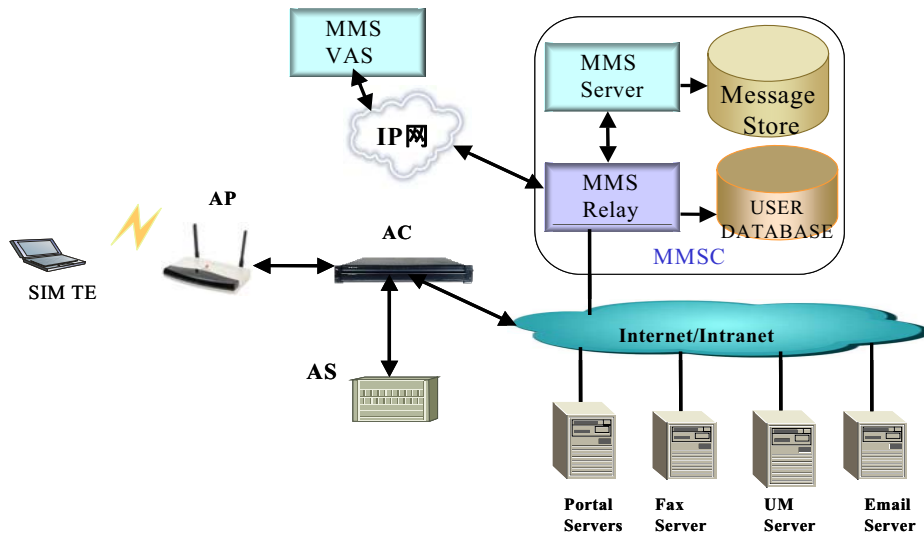 MMS
VAS
MMS
Server
Message
Store
IP网
MMS
Relay
USER
DATABASE
MMSC
AP
AC
SIM TE
Internet/Intranet
AS
Portal
Servers
Fax
Server
UM
Server
Email
Server